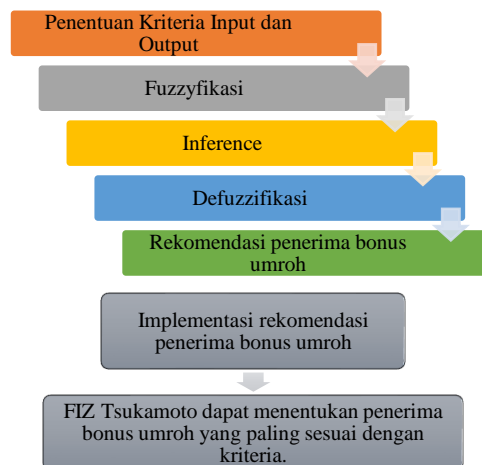 Penentuan Kriteria Input dan
Output
Fuzzyfikasi
Inference
Defuzzifikasi
Rekomendasi penerima bonus
umroh
Implementasi rekomendasi
penerima bonus umroh
FIZ Tsukamoto dapat menentukan penerima
bonus umroh yang paling sesuai dengan
kriteria.